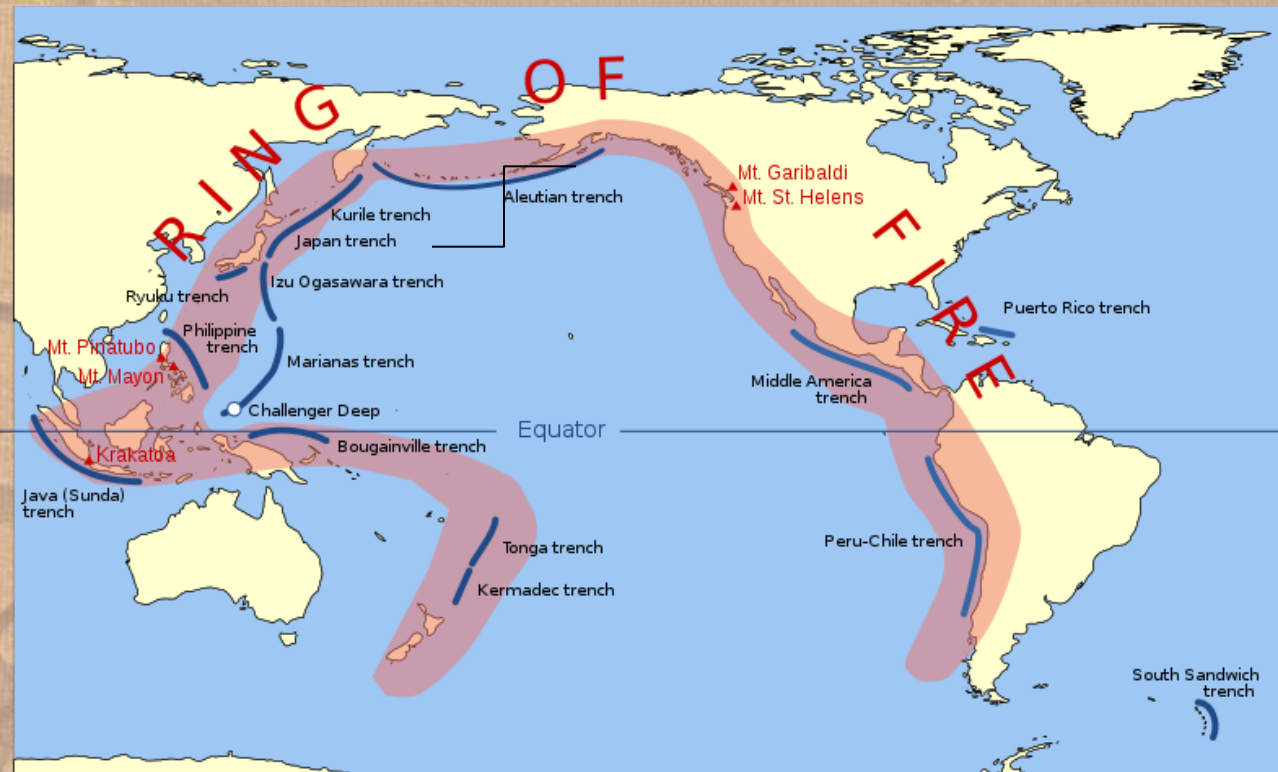 RING OF FIRE
Mt. Garibaldi
Mt. St. Helens
Aleutian trench
Kurile trench
Japan trench
Izu Ogasawara trench
Ryuku trench
Puerto Rico trench
Philippine
trench
Mt. Pinatubo
Marianas trench
Mt. Mayon
Middle America
trench
Challenger Deep
Equator
Bougainville trench
Krakatoa
Java (Sunda)
trench
Peru-Chile trench
Tonga trench
Kermadec trench
South Sandwich
trench